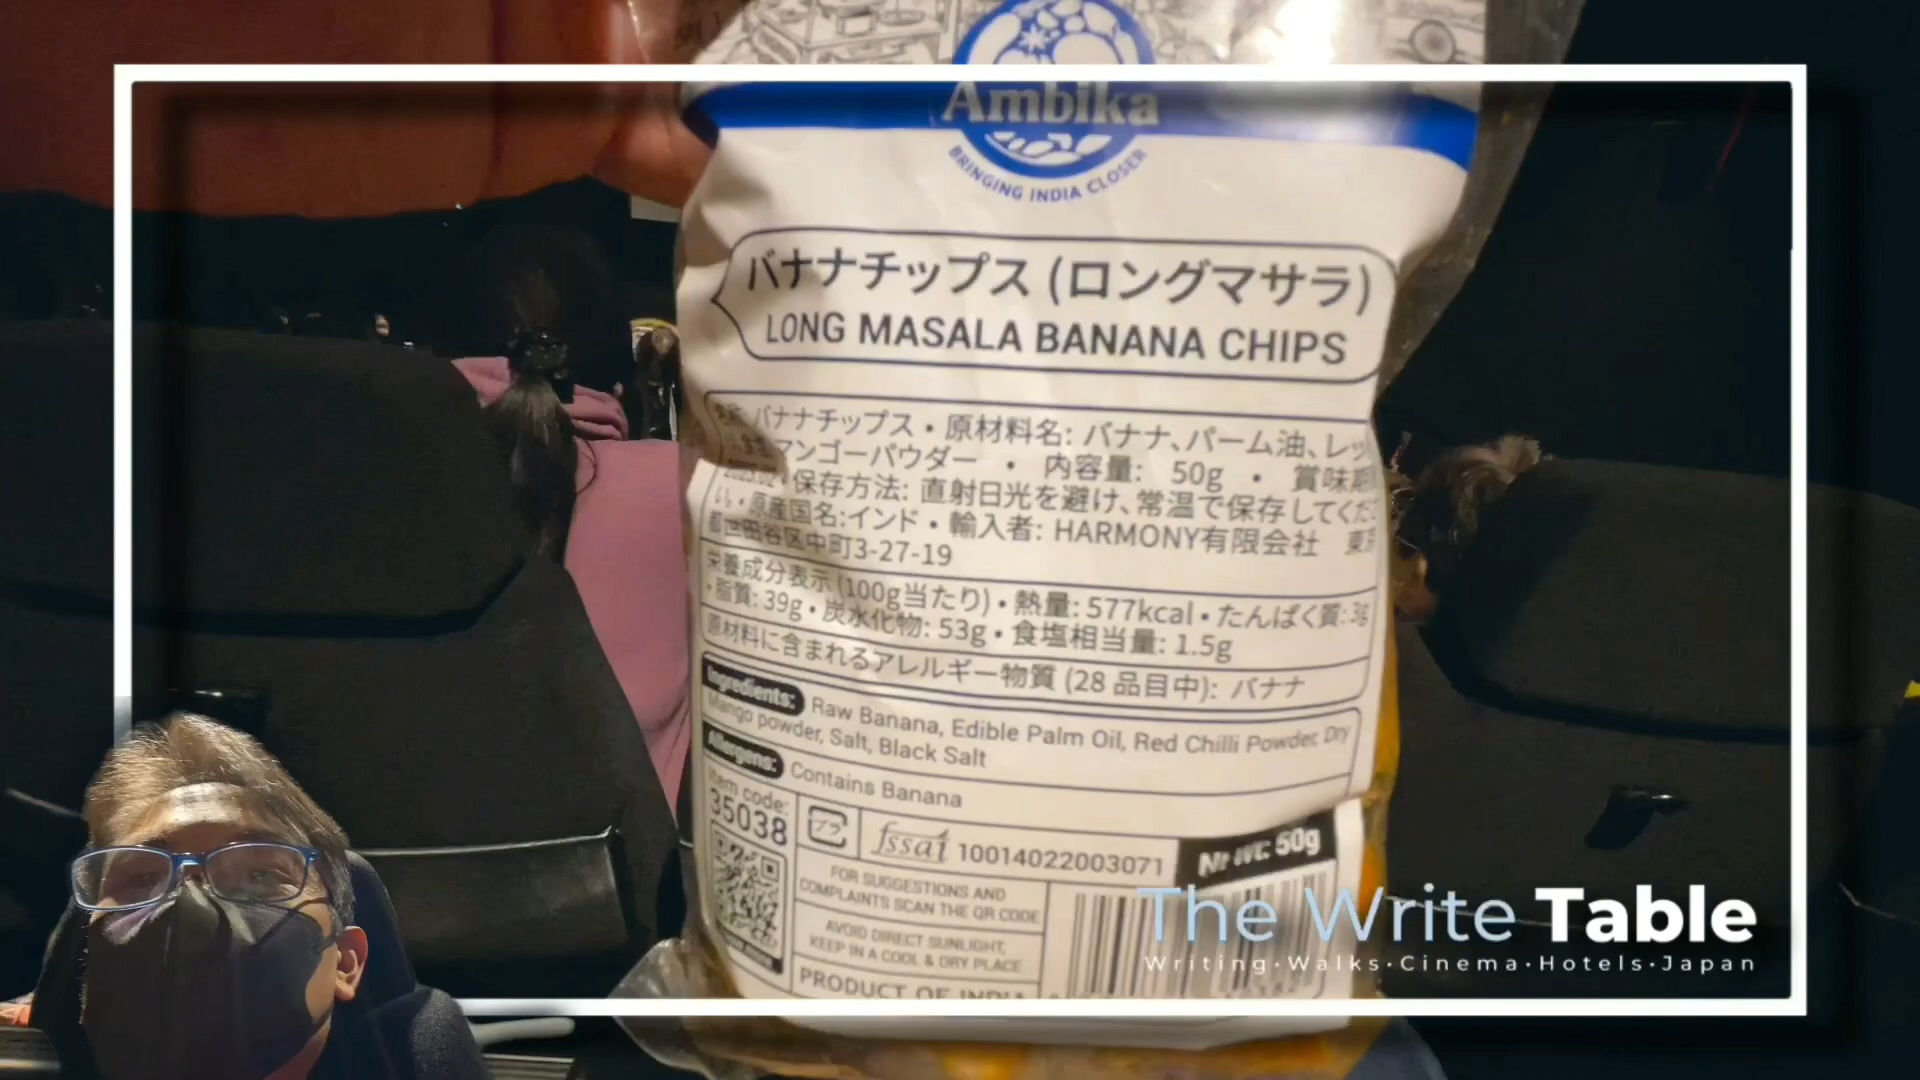 Ambika
BRINGING INDIA CLOSER
バナナチップス (ロングマサラ)
LONG MASALA BANANA CHIPS
バナナチップス・原材料名: バナナ、パーム油、レッ
マンゴーパウダー ・ 内容量: 50g ・ 賞味期
保存方法: 直射日光を避け、常温で保存してくだ
い・原産国名:インド・輸入者: HARMONY有限会社 東京
都世田谷区中町3-27-19
栄養成分表示 (100g当たり)・熱量: 577kcal・たんぱく質: 3g
・脂質: 39g・炭水化物: 53g・食塩相当量: 1.5g
原材料に含まれるアレルギー物質 (28 品目中): バナナ
Ingredients: Raw Banana, Edible Palm Oil, Red Chilli Powder, Dry
Mango powder, Salt, Black Salt
Allergens: Contains Banana
Item code:
35038
プラ
fssai 10014022003071
Net Wt: 50g
FOR SUGGESTIONS AND
COMPLAINTS SCAN THE QR CODE
AVOID DIRECT SUNLIGHT,
KEEP IN A COOL & DRY PLACE
PRODUCT OF INDIA
The Write Table
Writing·Walks·Cinema·Hotels·Japan